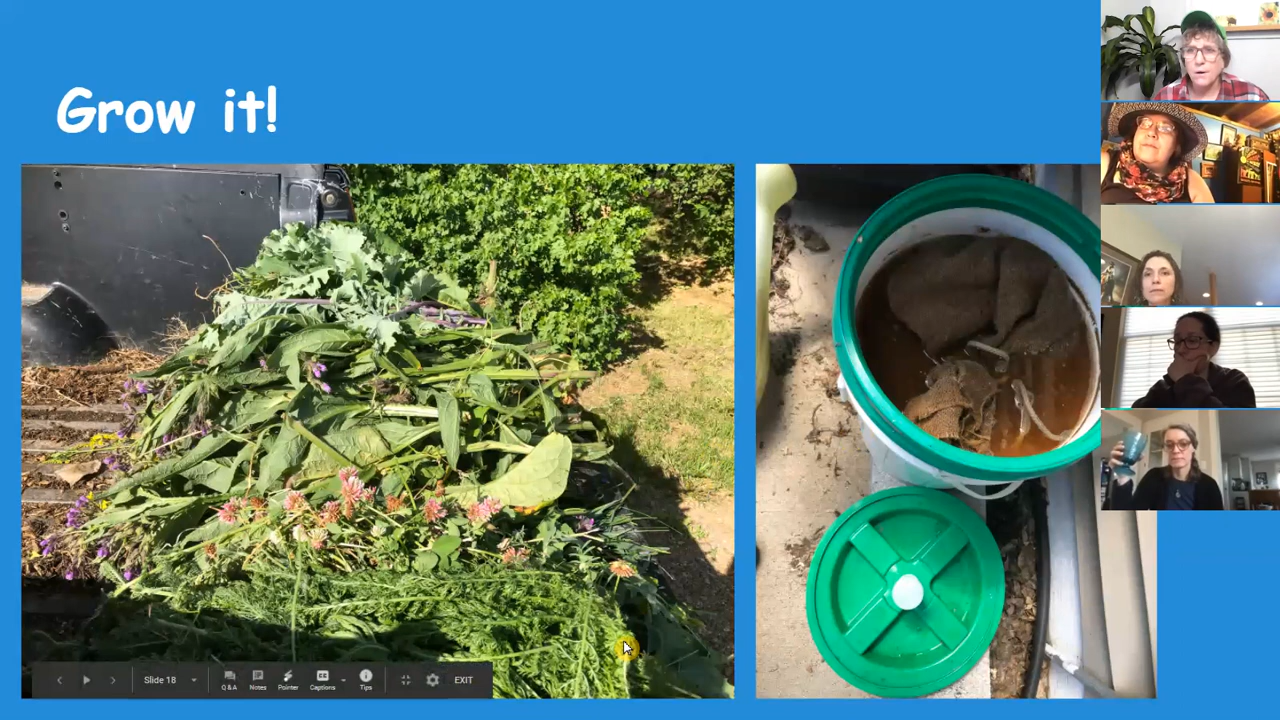 Grow it!
Slide 18
Q&A
Notes
Pointer
Captions
Tips
EXIT